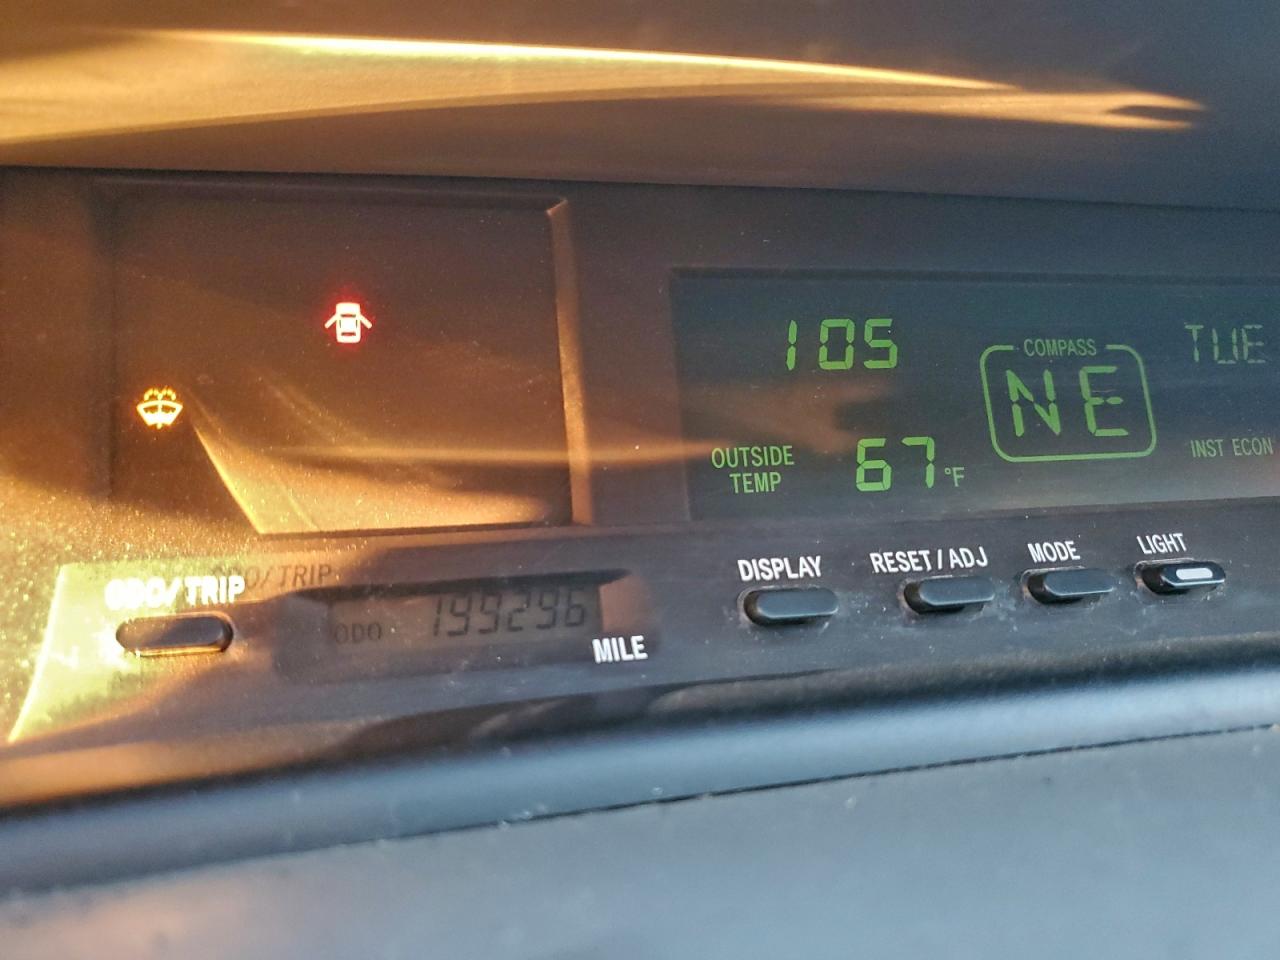 105
COMPASS
NE
TUE
OUTSIDE
TEMP
67°F
INST ECON
ODO/TRIP
ODO 199296
MILE
DISPLAY
RESET/ADJ
MODE
LIGHT